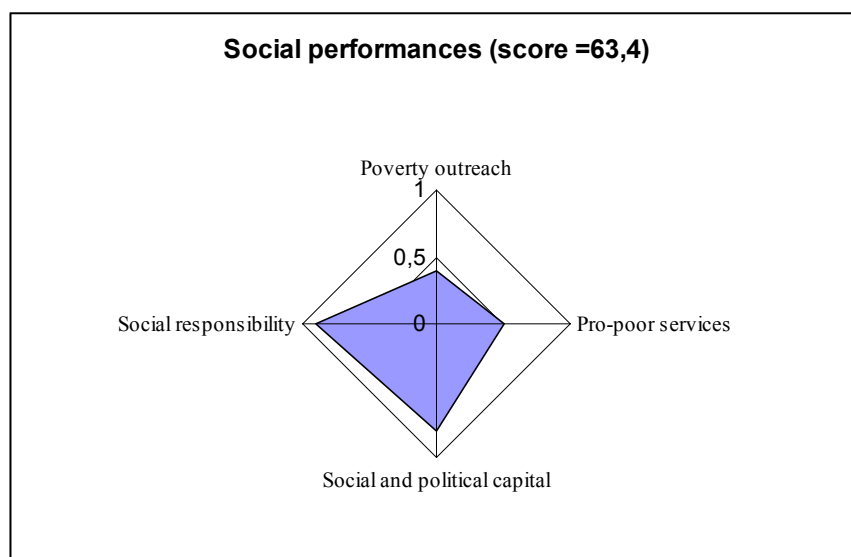 Social performances (score =63,4)
Poverty outreach
1
0,5
Social responsibility
0
Pro-poor services
Social and political capital